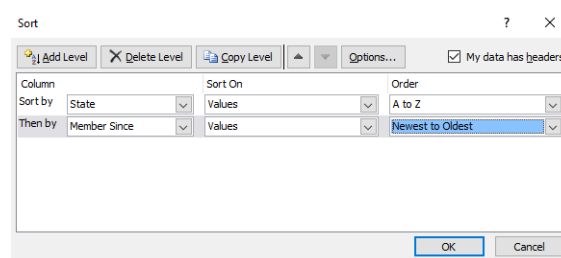 Sort ? ×
Add Level Delete Level Copy Level Options... My data has headers
Column Sort On Order
Sort by State Values A to Z
Then by Member Since Values Newest to Oldest
OK Cancel